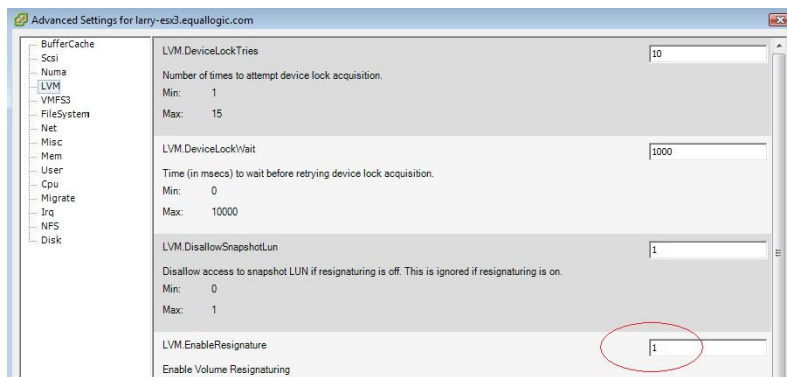 Advanced Settings for larry-esx3.equallogic.com
BufferCache
Scsi
Numa
LVM
VMFS3
FileSystem
Net
Misc
Mem
User
Cpu
Migrate
Irq
NFS
Disk
LVM.DeviceLockTries 10
Number of times to attempt device lock acquisition.
Min: 1
Max: 15
LVM.DeviceLockWait 1000
Time (in msecs) to wait before retrying device lock acquisition.
Min: 0
Max: 10000
LVM.DisallowSnapshotLun 1
Disallow access to snapshot LUN if resignaturing is off. This is ignored if resignaturing is on.
Min: 0
Max: 1
LVM.EnableResignature 1
Enable Volume Resignaturing